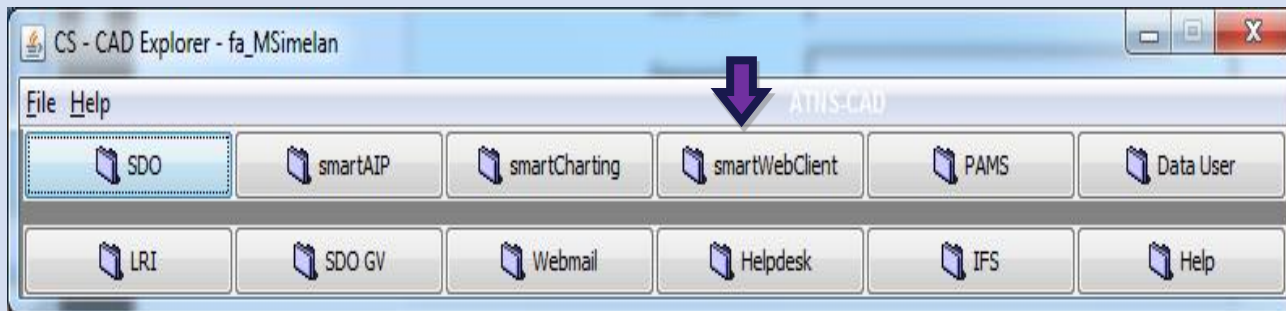 CS - CAD Explorer - fa_MSimelan
File Help
ATNS-CAD
SDO smartAIP smartCharting smartWebClient PAMS Data User
LRI SDO GV Webmail Helpdesk IFS Help